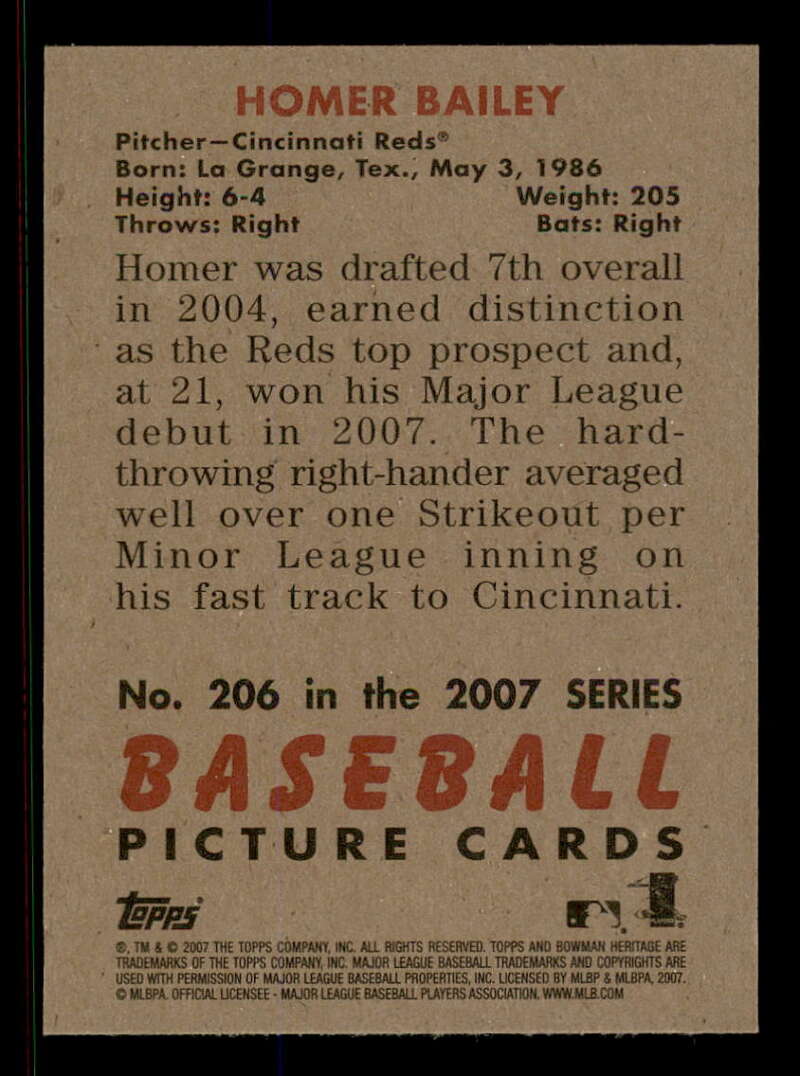 HOMER BAILEY
Pitcher—Cincinnati Reds®
Born: La Grange, Tex., May 3, 1986
Height: 6-4 Weight: 205
Throws: Right Bats: Right
Homer was drafted 7th overall
in 2004, earned distinction
as the Reds top prospect and,
at 21, won his Major League
debut in 2007. The hard-
throwing right-hander averaged
well over one Strikeout per
Minor League inning on
his fast track to Cincinnati.
No. 206 in the 2007 SERIES
BASEBALL
PICTURE CARDS
topps
®, TM & © 2007 THE TOPPS COMPANY, INC. ALL RIGHTS RESERVED. TOPPS AND BOWMAN HERITAGE ARE
TRADEMARKS OF THE TOPPS COMPANY, INC. MAJOR LEAGUE BASEBALL TRADEMARKS AND COPYRIGHTS ARE
USED WITH PERMISSION OF MAJOR LEAGUE BASEBALL PROPERTIES, INC. LICENSED BY MLBP & MLBPA, 2007.
© MLBPA. OFFICIAL LICENSEE - MAJOR LEAGUE BASEBALL PLAYERS ASSOCIATION. WWW.MLB.COM